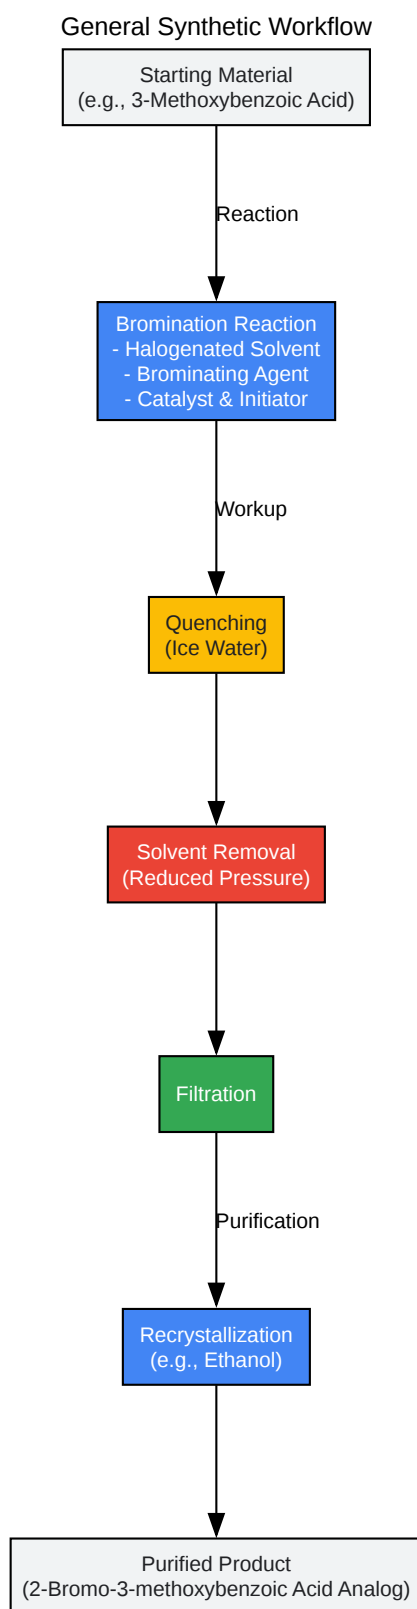 General Synthetic Workflow
Starting Material
(e.g., 3-Methoxybenzoic Acid)
Reaction
Bromination Reaction
- Halogenated Solvent
- Brominating Agent
- Catalyst & Initiator
Workup
Quenching
(Ice Water)
Solvent Removal
(Reduced Pressure)
Filtration
Purification
Recrystallization
(e.g., Ethanol)
Purified Product
(2-Bromo-3-methoxybenzoic Acid Analog)